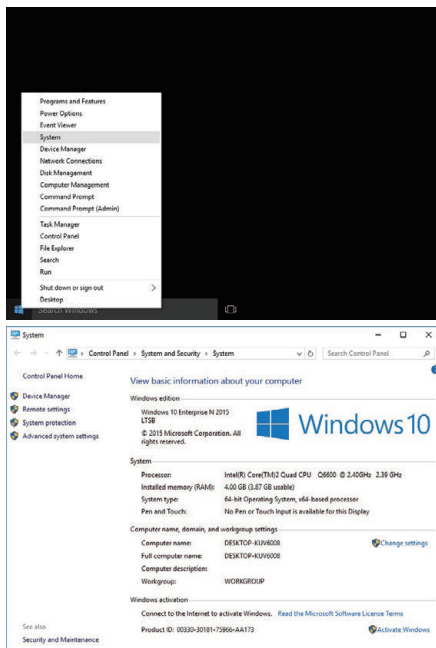 Programs and Features
Power Options
Event Viewer
System
Device Manager
Network Connections
Disk Management
Computer Management
Command Prompt
Command Prompt (Admin)
Task Manager
Control Panel
File Explorer
Search
Run
Shut down or sign out
Desktop
Search Windows
System
Control Panel › System and Security › System
Search Control Panel
Control Panel Home
Device Manager
Remote settings
System protection
Advanced system settings
View basic information about your computer
Windows edition
Windows 10 Enterprise N 2015
LTSB
© 2015 Microsoft Corporation. All
rights reserved.
Windows 10
System
Processor: Intel(R) Core(TM)2 Quad CPU Q6600 @ 2.40GHz 2.39 GHz
Installed memory (RAM): 4.00 GB (3.87 GB usable)
System type: 64-bit Operating System, x64-based processor
Pen and Touch: No Pen or Touch Input is available for this Display
Computer name, domain, and workgroup settings
Computer name: DESKTOP-KUV6008
Change settings
Full computer name: DESKTOP-KUV6008
Computer description:
Workgroup: WORKGROUP
Windows activation
Connect to the Internet to activate Windows. Read the Microsoft Software License Terms
Product ID: 00330-30181-75966-AA173
Activate Windows
See also
Security and Maintenance